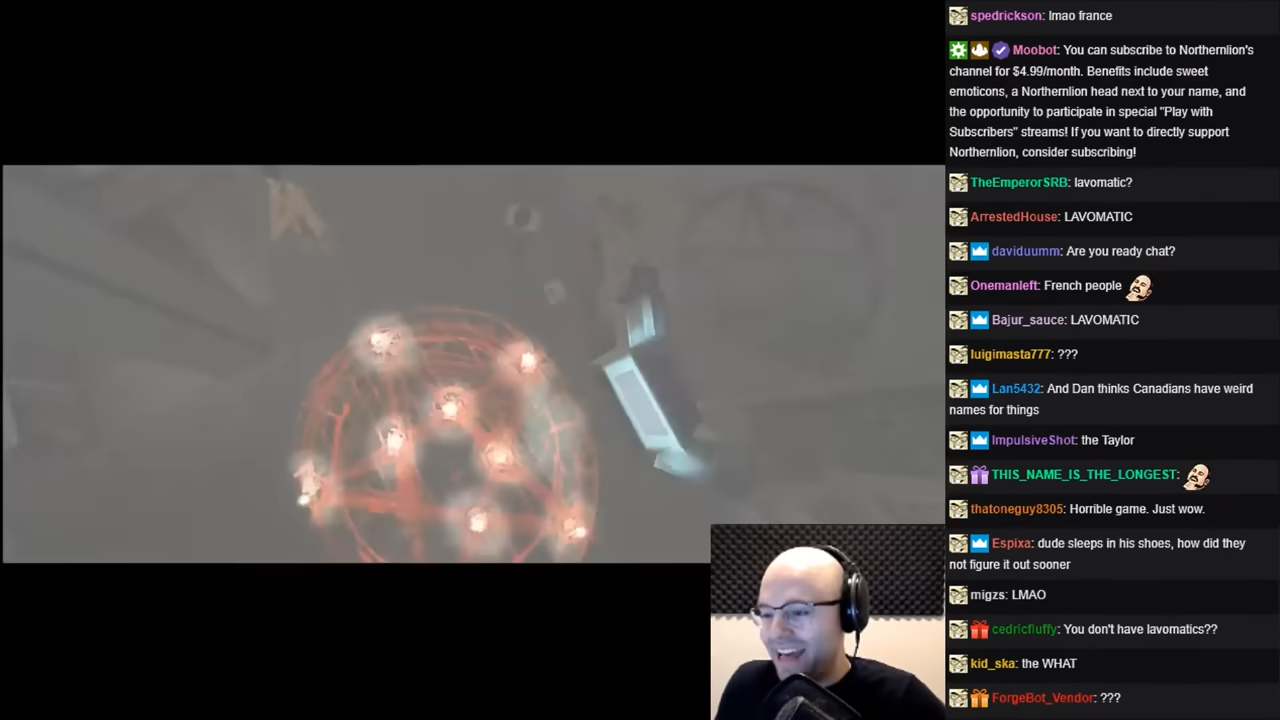 spedrickson: lmao france
Moobot: You can subscribe to Northernlion's
channel for $4.99/month. Benefits include sweet
emoticons, a Northernlion head next to your name, and
the opportunity to participate in special "Play with
Subscribers" streams! If you want to directly support
Northernlion, consider subscribing!
TheEmperorSRB: lavomatic?
ArrestedHouse: LAVOMATIC
daviduumm: Are you ready chat?
Onemanleft: French people
Bajur_sauce: LAVOMATIC
luigimasta777: ???
Lan5432: And Dan thinks Canadians have weird
names for things
ImpulsiveShot: the Taylor
THIS_NAME_IS_THE_LONGEST:
thatoneguy8305: Horrible game. Just wow.
Espixa: dude sleeps in his shoes, how did they
not figure it out sooner
migzs: LMAO
cedricfluffy: You don't have lavomatics??
kid_ska: the WHAT
ForgeBot_Vendor: ???